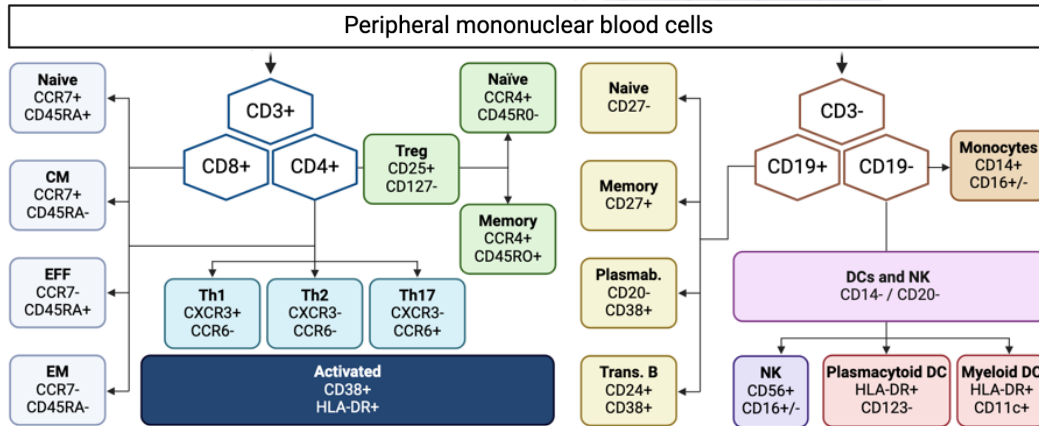 Peripheral mononuclear blood cells
Naive
CCR7+
CD45RA+
CM
CCR7+
CD45RA-
EFF
CCR7-
CD45RA+
EM
CCR7-
CD45RA-
CD3+
CD8+
CD4+
Treg
CD25+
CD127-
Naïve
CCR4+
CD45R0-
Memory
CCR4+
CD45RO+
Th1
CXCR3+
CCR6-
Th2
CXCR3-
CCR6-
Th17
CXCR3-
CCR6+
Activated
CD38+
HLA-DR+
Naive
CD27-
Memory
CD27+
Plasmab.
CD20-
CD38+
Trans. B
CD24+
CD38+
CD3-
CD19+
CD19-
Monocytes
CD14+
CD16+/-
DCs and NK
CD14- / CD20-
NK
CD56+
CD16+/-
Plasmacytoid DC
HLA-DR+
CD123-
Myeloid DC
HLA-DR+
CD11c+